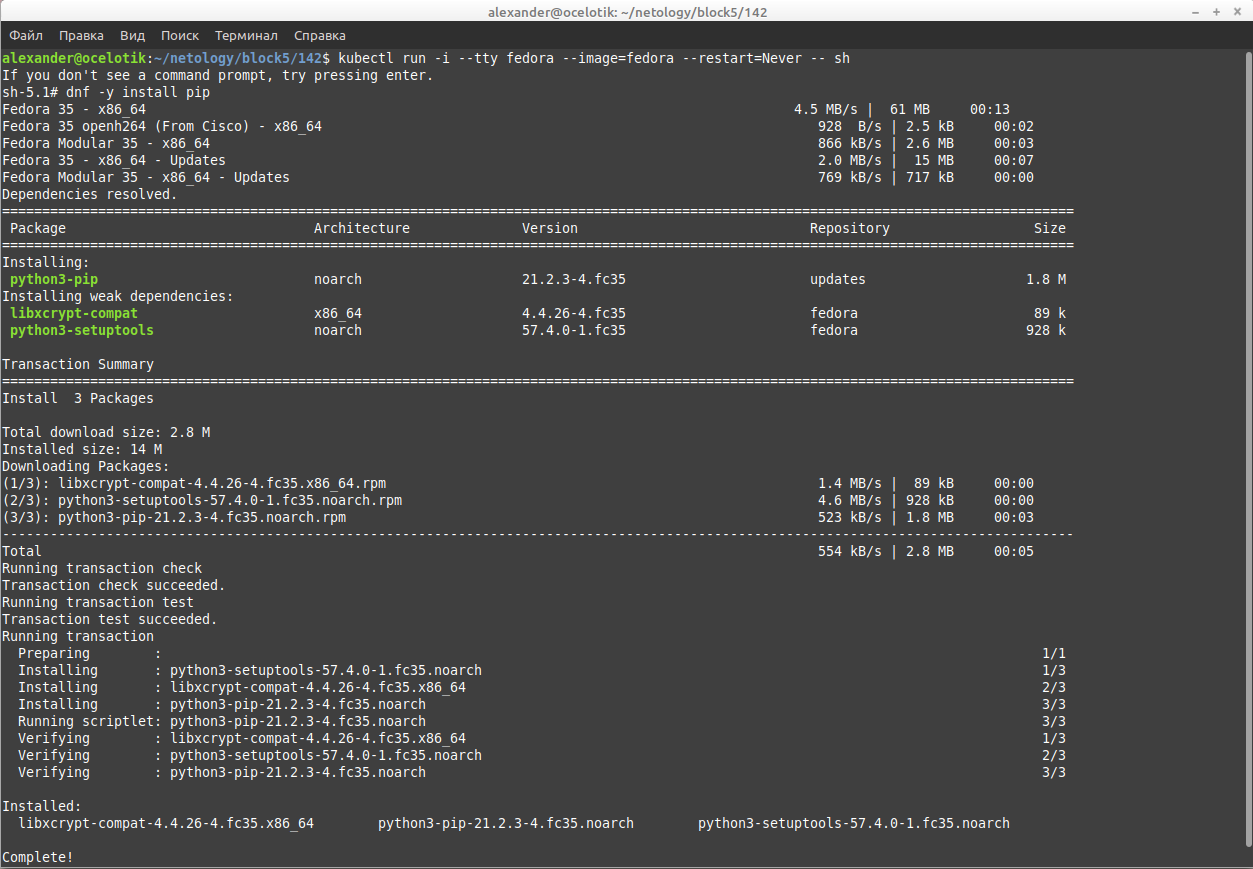 alexander@ocelotik: ~/netology/block5/142
Файл Правка Вид Поиск Терминал Справка
alexander@ocelotik:~/netology/block5/142$ kubectl run -i --tty fedora --image=fedora --restart=Never -- sh
If you don't see a command prompt, try pressing enter.
sh-5.1# dnf -y install pip
Fedora 35 - x86_64 4.5 MB/s | 61 MB 00:13
Fedora 35 openh264 (From Cisco) - x86_64 928 B/s | 2.5 kB 00:02
Fedora Modular 35 - x86_64 866 kB/s | 2.6 MB 00:03
Fedora 35 - x86_64 - Updates 2.0 MB/s | 15 MB 00:07
Fedora Modular 35 - x86_64 - Updates 769 kB/s | 717 kB 00:00
Dependencies resolved.
======================================================================================================================================
Package Architecture Version Repository Size
======================================================================================================================================
Installing:
python3-pip noarch 21.2.3-4.fc35 updates 1.8 M
Installing weak dependencies:
libxcrypt-compat x86_64 4.4.26-4.fc35 fedora 89 k
python3-setuptools noarch 57.4.0-1.fc35 fedora 928 k
Transaction Summary
======================================================================================================================================
Install 3 Packages
Total download size: 2.8 M
Installed size: 14 M
Downloading Packages:
(1/3): libxcrypt-compat-4.4.26-4.fc35.x86_64.rpm 1.4 MB/s | 89 kB 00:00
(2/3): python3-setuptools-57.4.0-1.fc35.noarch.rpm 4.6 MB/s | 928 kB 00:00
(3/3): python3-pip-21.2.3-4.fc35.noarch.rpm 523 kB/s | 1.8 MB 00:03
--------------------------------------------------------------------------------------------------------------------------------------
Total 554 kB/s | 2.8 MB 00:05
Running transaction check
Transaction check succeeded.
Running transaction test
Transaction test succeeded.
Running transaction
Preparing : 1/1
Installing : python3-setuptools-57.4.0-1.fc35.noarch 1/3
Installing : libxcrypt-compat-4.4.26-4.fc35.x86_64 2/3
Installing : python3-pip-21.2.3-4.fc35.noarch 3/3
Running scriptlet: python3-pip-21.2.3-4.fc35.noarch 3/3
Verifying : libxcrypt-compat-4.4.26-4.fc35.x86_64 1/3
Verifying : python3-setuptools-57.4.0-1.fc35.noarch 2/3
Verifying : python3-pip-21.2.3-4.fc35.noarch 3/3
Installed:
libxcrypt-compat-4.4.26-4.fc35.x86_64 python3-pip-21.2.3-4.fc35.noarch python3-setuptools-57.4.0-1.fc35.noarch
Complete!